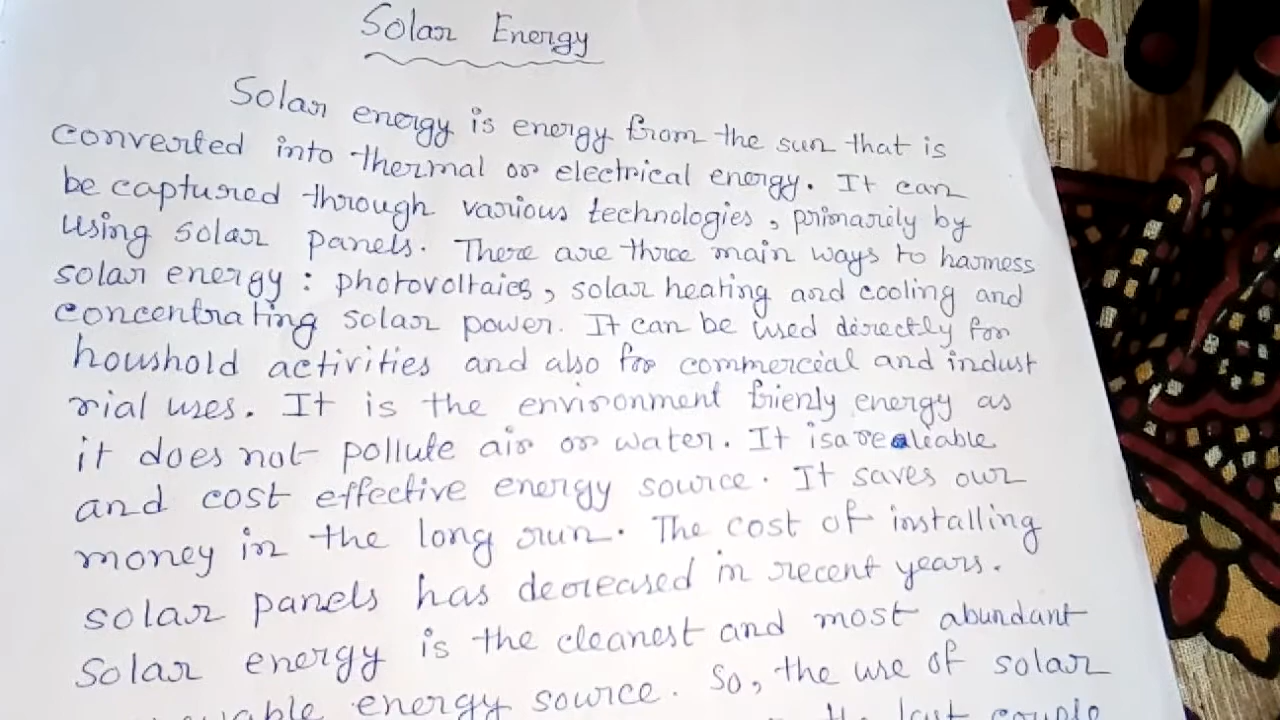 Solar Energy
Solar energy is energy from the sun that is
converted into thermal or electrical energy. It can
be captured through various technologies, primarily by
using solar panels. There are three main ways to harness
solar energy : photovoltaics, solar heating and cooling and
concentrating solar power. It can be used directly for
houshold activities and also for commercial and indust
rial uses. It is the environment frienly energy as
it does not pollute air or water. It is a realiable
and cost effective energy source. It saves our
money in the long run. The cost of installing
solar panels has decreased in recent years.
Solar energy is the cleanest and most abundant
energy source. So, the use of solar
the last couple